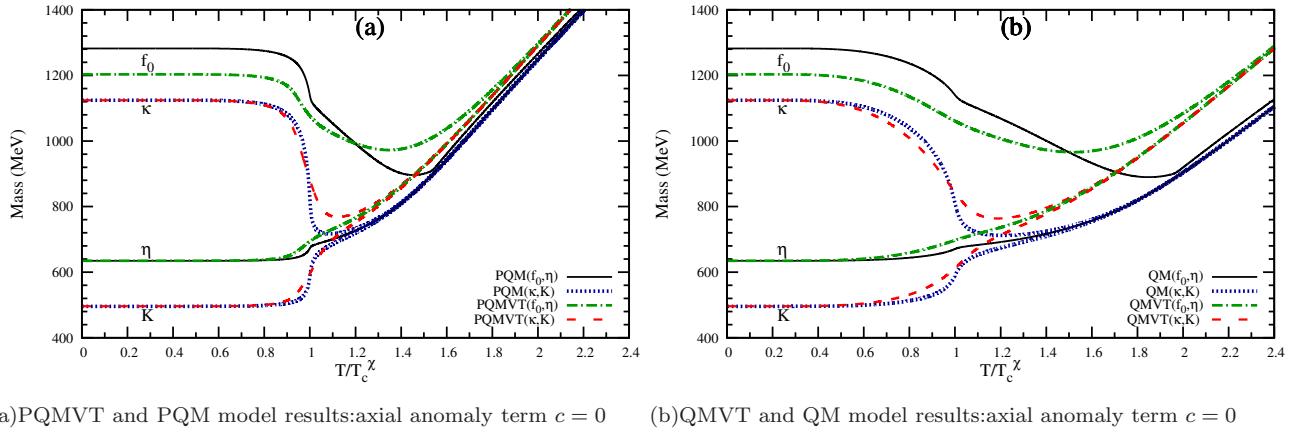 (a)
1400
1200
1000
800
600
400
Mass (MeV)
f0
κ
η
K
PQM(f0,η)
PQM(κ,K)
PQMVT(f0,η)
PQMVT(κ,K)
0 0.2 0.4 0.6 0.8 1 1.2 1.4 1.6 1.8 2 2.2 2.4
T/Tcχ
(b)
1400
1200
1000
800
600
400
Mass (MeV)
f0
κ
η
K
QM(f0,η)
QM(κ,K)
QMVT(f0,η)
QMVT(κ,K)
0 0.2 0.4 0.6 0.8 1 1.2 1.4 1.6 1.8 2 2.2 2.4
T/Tcχ
a)PQMVT and PQM model results:axial anomaly term c = 0
(b)QMVT and QM model results:axial anomaly term c = 0